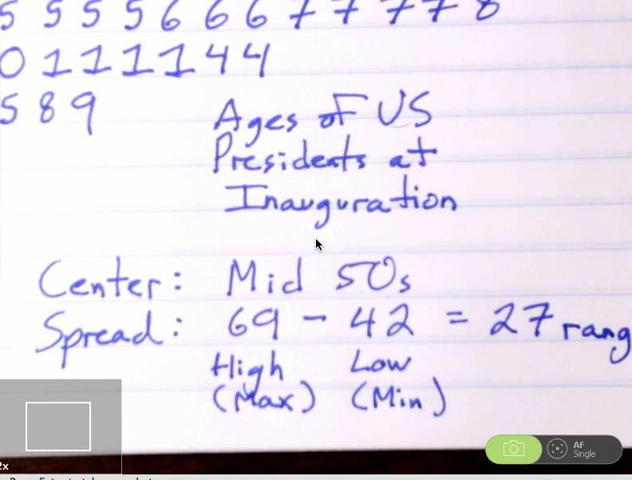 5 5 5 5 6 6 6 7 7 7 7 8
0 1 1 1 1 4 4
5 8 9
Ages of US
Presidents at
Inauguration
Center: Mid 50s
Spread: 69 - 42 = 27 rang
High Low
(Max) (Min)
2x
AF
Single